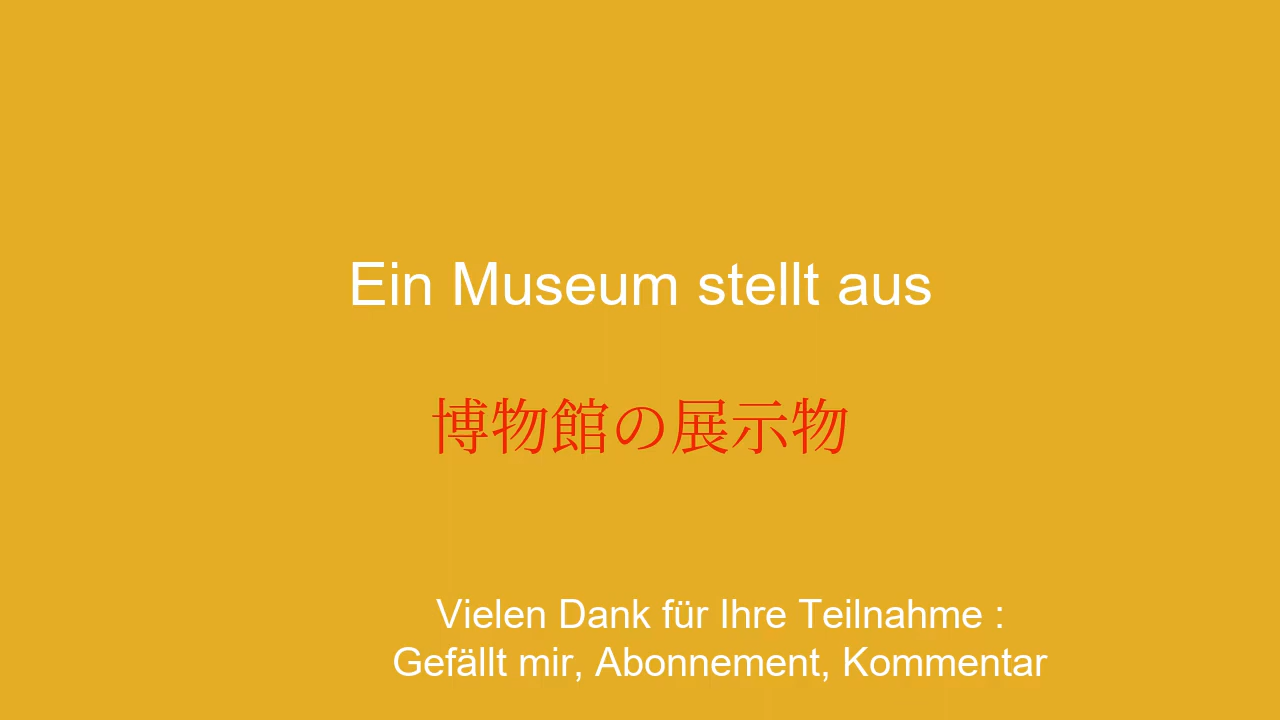 Ein Museum stellt aus
博物館の展示物
Vielen Dank für Ihre Teilnahme :
Gefällt mir, Abonnement, Kommentar